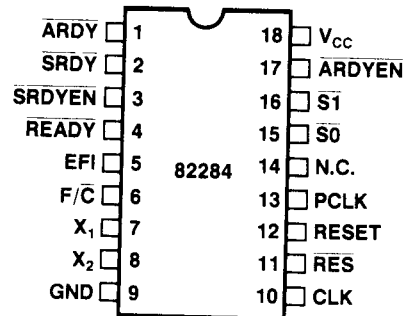 ARDY 1 18 VCC
SRDY 2 17 ARDYEN
SRDYEN 3 16 S1
READY 4 15 S0
EFI 5 82284 14 N.C.
F/C 6 13 PCLK
X1 7 12 RESET
X2 8 11 RES
GND 9 10 CLK